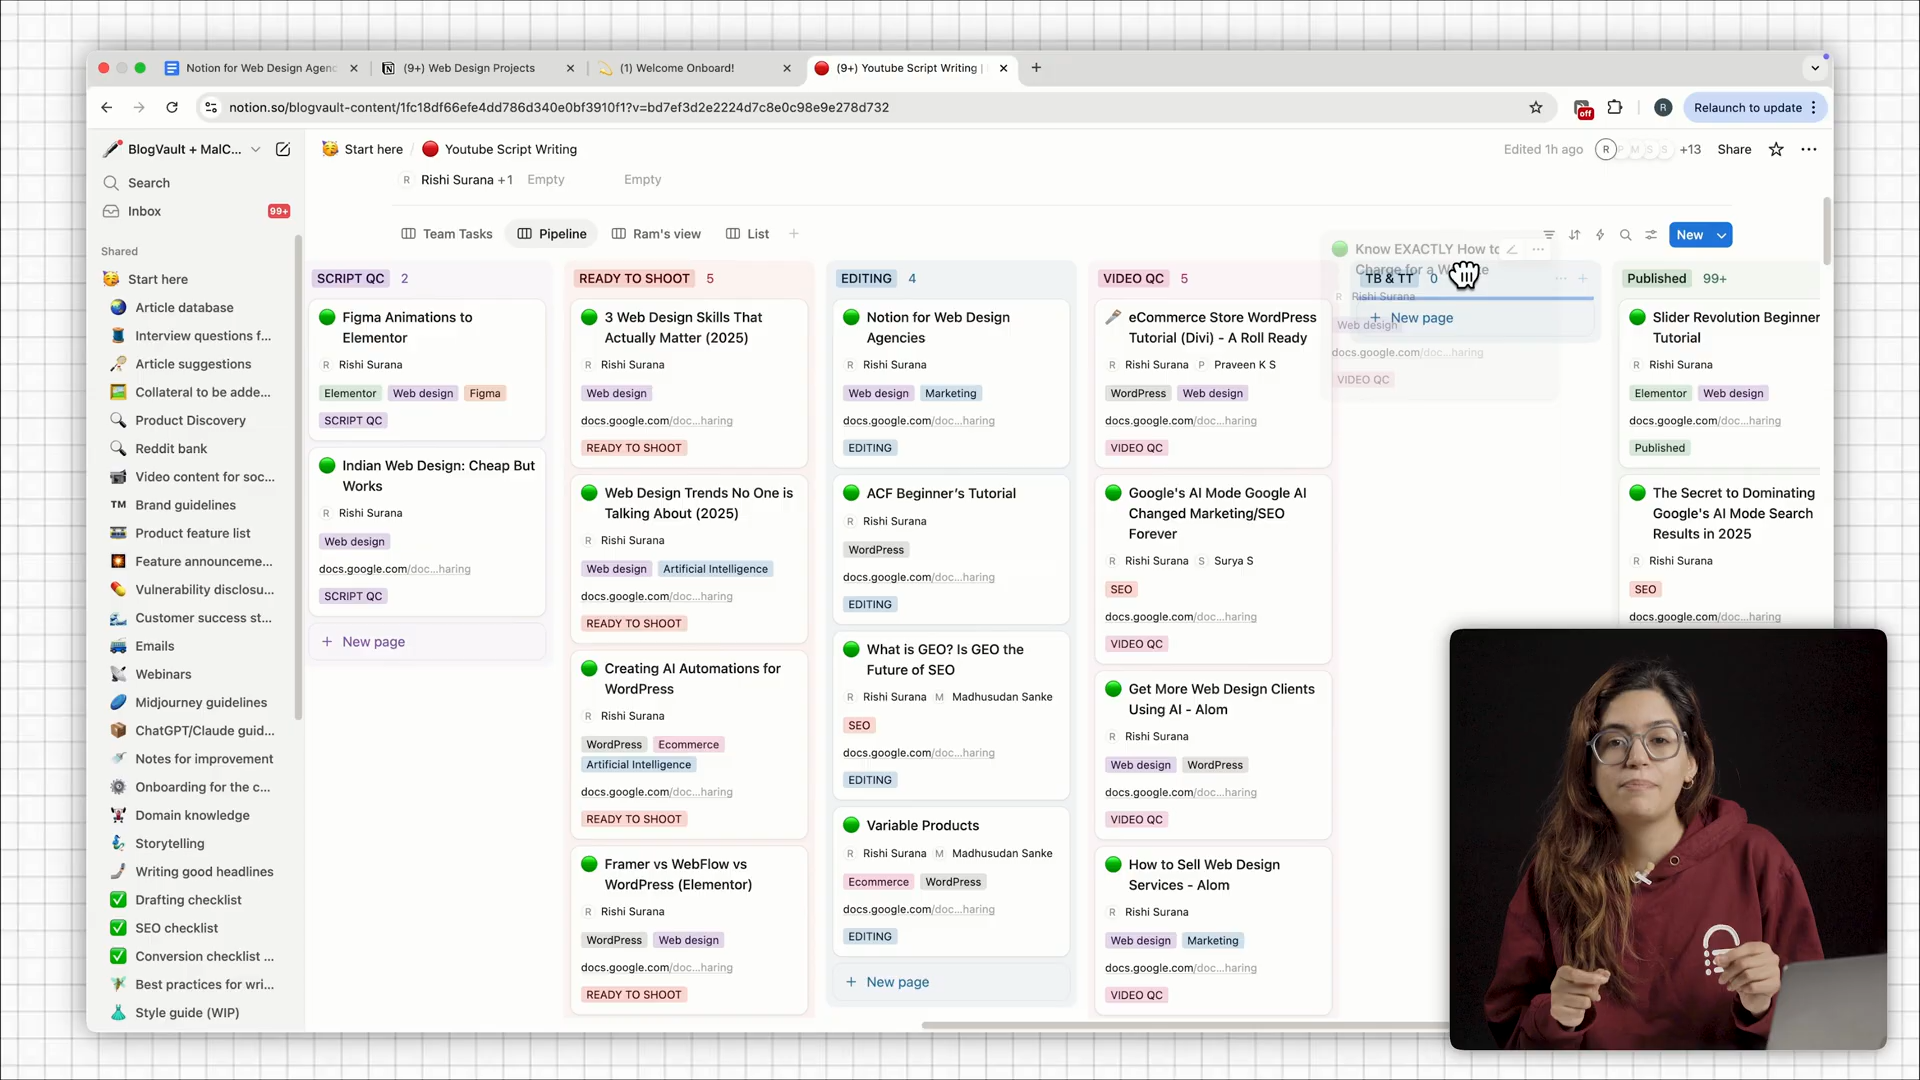 Notion for Web Design Agenc
(9+) Web Design Projects
(1) Welcome Onboard!
(9+) Youtube Script Writing |
notion.so/blogvault-content/1fc18df66efe4dd786d340e0bf3910f1?v=bd7ef3d2e2224d7c8e0c98e9e278d732
off
R
Relaunch to update
BlogVault + MalC...
Start here / Youtube Script Writing
Edited 1h ago
R P M S S +13 Share
Search
Inbox 99+
Shared
Start here
Article database
Interview questions f...
Article suggestions
Collateral to be adde...
Product Discovery
Reddit bank
Video content for soc...
TM Brand guidelines
Product feature list
Feature announceme...
Vulnerability disclosu...
Customer success st...
Emails
Webinars
Midjourney guidelines
ChatGPT/Claude guid...
Notes for improvement
Onboarding for the c...
Domain knowledge
Storytelling
Writing good headlines
Drafting checklist
SEO checklist
Conversion checklist ...
Best practices for wri...
Style guide (WIP)
R Rishi Surana +1 Empty Empty
Team Tasks Pipeline Ram's view List +
New
SCRIPT QC 2
Figma Animations to
Elementor
R Rishi Surana
Elementor Web design Figma
SCRIPT QC
Indian Web Design: Cheap But
Works
R Rishi Surana
Web design
docs.google.com/doc...haring
SCRIPT QC
+ New page
READY TO SHOOT 5
3 Web Design Skills That
Actually Matter (2025)
R Rishi Surana
Web design
docs.google.com/doc...haring
READY TO SHOOT
Web Design Trends No One is
Talking About (2025)
R Rishi Surana
Web design Artificial Intelligence
docs.google.com/doc...haring
READY TO SHOOT
Creating AI Automations for
WordPress
R Rishi Surana
WordPress Ecommerce
Artificial Intelligence
docs.google.com/doc...haring
READY TO SHOOT
Framer vs WebFlow vs
WordPress (Elementor)
R Rishi Surana
WordPress Web design
docs.google.com/doc...haring
READY TO SHOOT
EDITING 4
Notion for Web Design
Agencies
R Rishi Surana
Web design Marketing
docs.google.com/doc...haring
EDITING
ACF Beginner's Tutorial
R Rishi Surana
WordPress
docs.google.com/doc...haring
EDITING
What is GEO? Is GEO the
Future of SEO
R Rishi Surana M Madhusudan Sanke
SEO
docs.google.com/doc...haring
EDITING
Variable Products
R Rishi Surana M Madhusudan Sanke
Ecommerce WordPress
docs.google.com/doc...haring
EDITING
+ New page
VIDEO QC 5
eCommerce Store WordPress
Tutorial (Divi) - A Roll Ready
R Rishi Surana P Praveen K S
WordPress Web design
docs.google.com/doc...haring
VIDEO QC
Google's AI Mode Google AI
Changed Marketing/SEO
Forever
R Rishi Surana S Surya S
SEO
docs.google.com/doc...haring
VIDEO QC
Get More Web Design Clients
Using AI - Alom
R Rishi Surana
Web design WordPress
docs.google.com/doc...haring
VIDEO QC
How to Sell Web Design
Services - Alom
R Rishi Surana
Web design Marketing
docs.google.com/doc...haring
VIDEO QC
Know EXACTLY How to
Charge for a
R Rishi Surana
Web design
docs.google.com/doc...haring
VIDEO QC
TB & TT 0
+ New page
Published 99+
Slider Revolution Beginner
Tutorial
R Rishi Surana
Elementor Web design
docs.google.com/doc...haring
Published
The Secret to Dominating
Google's AI Mode Search
Results in 2025
R Rishi Surana
SEO
docs.google.com/doc...haring